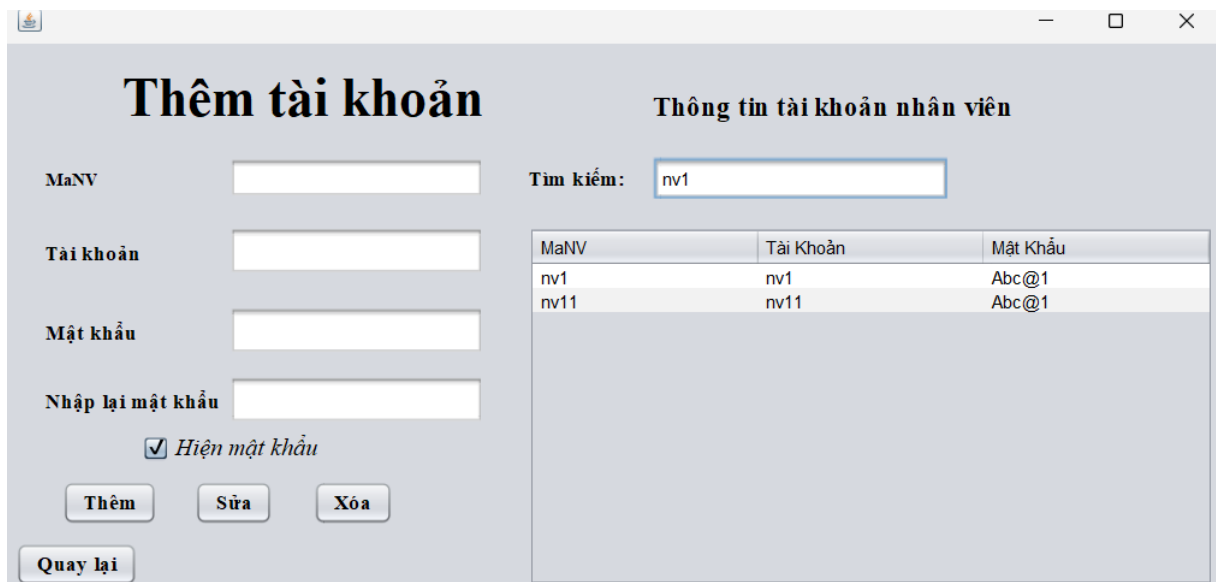 Thêm tài khoản
Thông tin tài khoản nhân viên
MaNV
Tìm kiếm: nv1
Tài khoản
Mật khẩu
Nhập lại mật khẩu
Hiện mật khẩu
Thêm Sửa Xóa
Quay lại
MaNV Tài Khoản Mật Khẩu
nv1 nv1 Abc@1
nv11 nv11 Abc@1